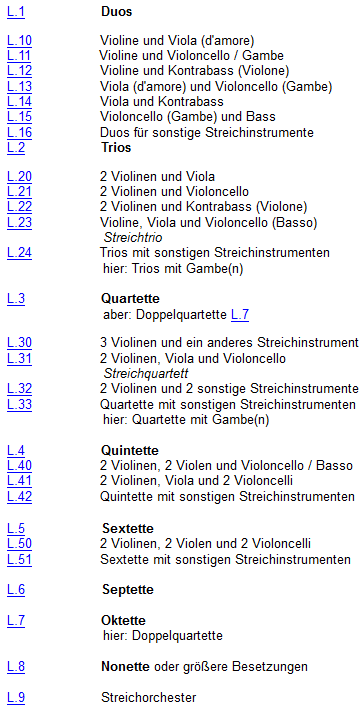 L.1 Duos
L.10 Violine und Viola (d'amore)
L.11 Violine und Violoncello / Gambe
L.12 Violine und Kontrabass (Violone)
L.13 Viola (d'amore) und Violoncello (Gambe)
L.14 Viola und Kontrabass
L.15 Violoncello (Gambe) und Bass
L.16 Duos für sonstige Streichinstrumente
L.2 Trios
L.20 2 Violinen und Viola
L.21 2 Violinen und Violoncello
L.22 2 Violinen und Kontrabass (Violone)
L.23 Violine, Viola und Violoncello (Basso)
Streichtrio
L.24 Trios mit sonstigen Streichinstrumenten
hier: Trios mit Gambe(n)
L.3 Quartette
aber: Doppelquartette L.7
L.30 3 Violinen und ein anderes Streichinstrument
L.31 2 Violinen, Viola und Violoncello
Streichquartett
L.32 2 Violinen und 2 sonstige Streichinstrumente
L.33 Quartette mit sonstigen Streichinstrumenten
hier: Quartette mit Gambe(n)
L.4 Quintette
L.40 2 Violinen, 2 Violen und Violoncello / Basso
L.41 2 Violinen, Viola und 2 Violoncelli
L.42 Quintette mit sonstigen Streichinstrumenten
L.5 Sextette
L.50 2 Violinen, 2 Violen und 2 Violoncelli
L.51 Sextette mit sonstigen Streichinstrumenten
L.6 Septette
L.7 Oktette
hier: Doppelquartette
L.8 Nonette oder größere Besetzungen
L.9 Streichorchester